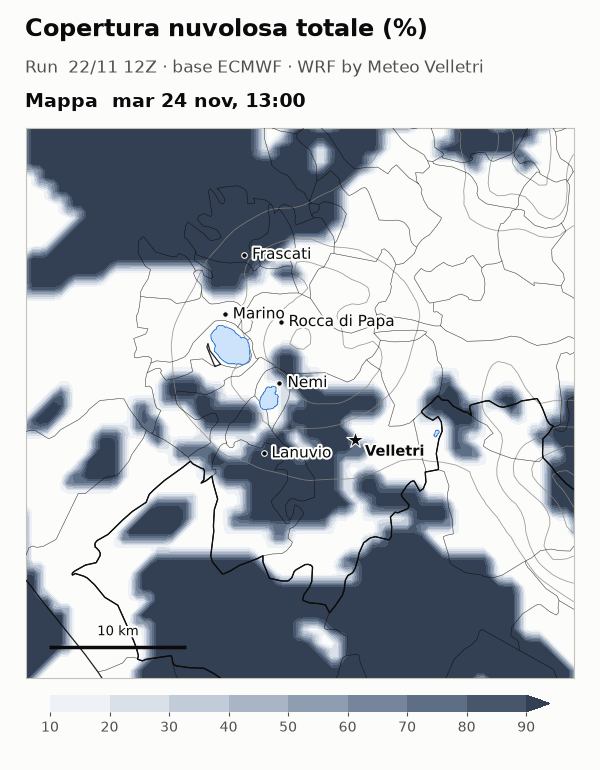 Copertura nuvolosa totale (%)
Run 22/11 12Z · base ECMWF · WRF by Meteo Velletri
Mappa mar 24 nov, 13:00
Frascati
Marino
Rocca di Papa
Nemi
Velletri
Lanuvio
10 km
10 20 30 40 50 60 70 80 90